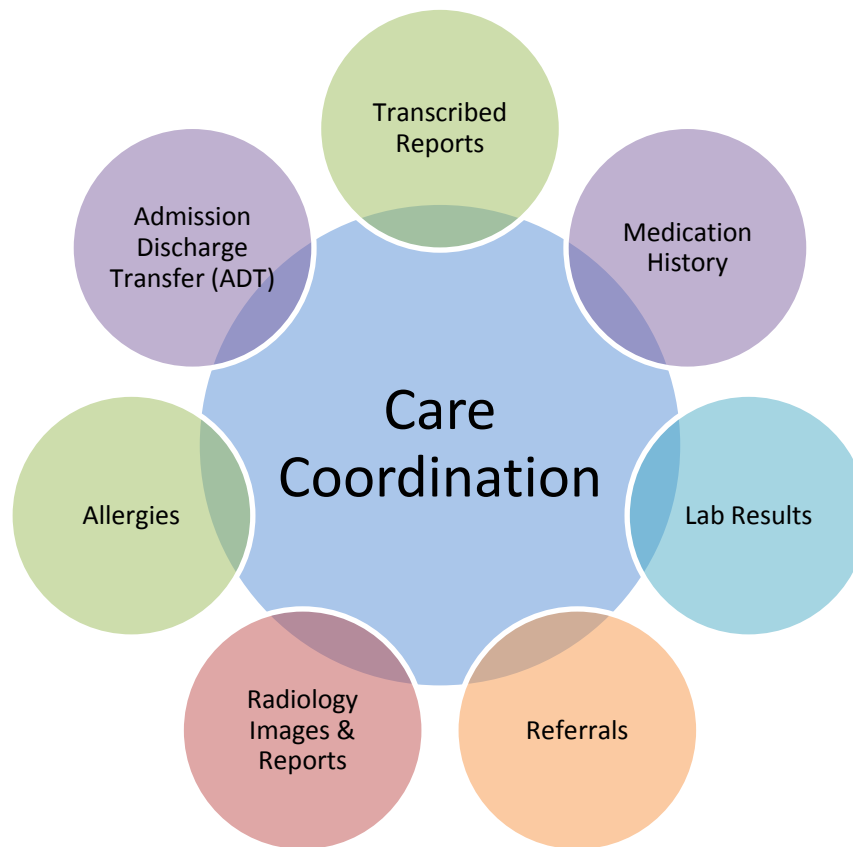 Transcribed
Reports
Medication
History
Lab Results
Referrals
Radiology
Images &
Reports
Allergies
Admission
Discharge
Transfer (ADT)
Care
Coordination